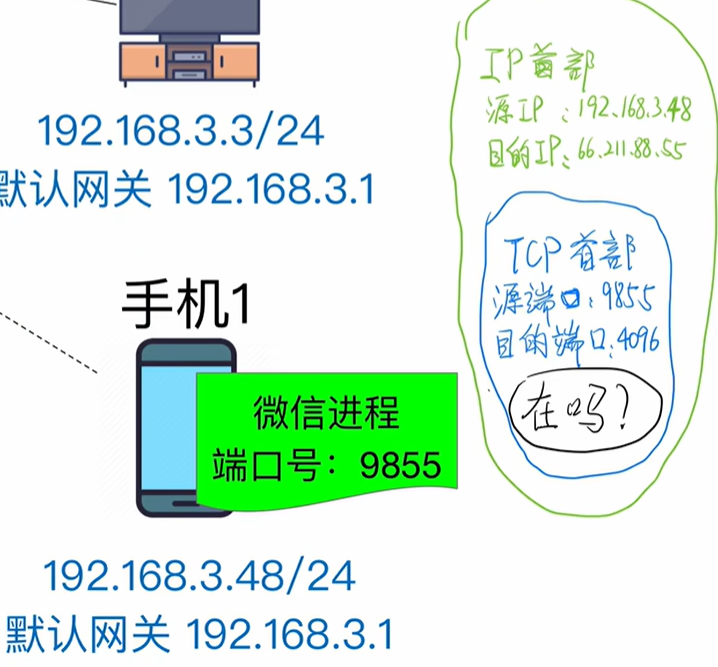 192.168.3.3/24
默认网关 192.168.3.1
手机1
微信进程
端口号：9855
192.168.3.48/24
默认网关 192.168.3.1
IP首部
源IP：192.168.3.48
目的IP：66.211.88.55
TCP首部
源端口：9855
目的端口：4096
在吗？